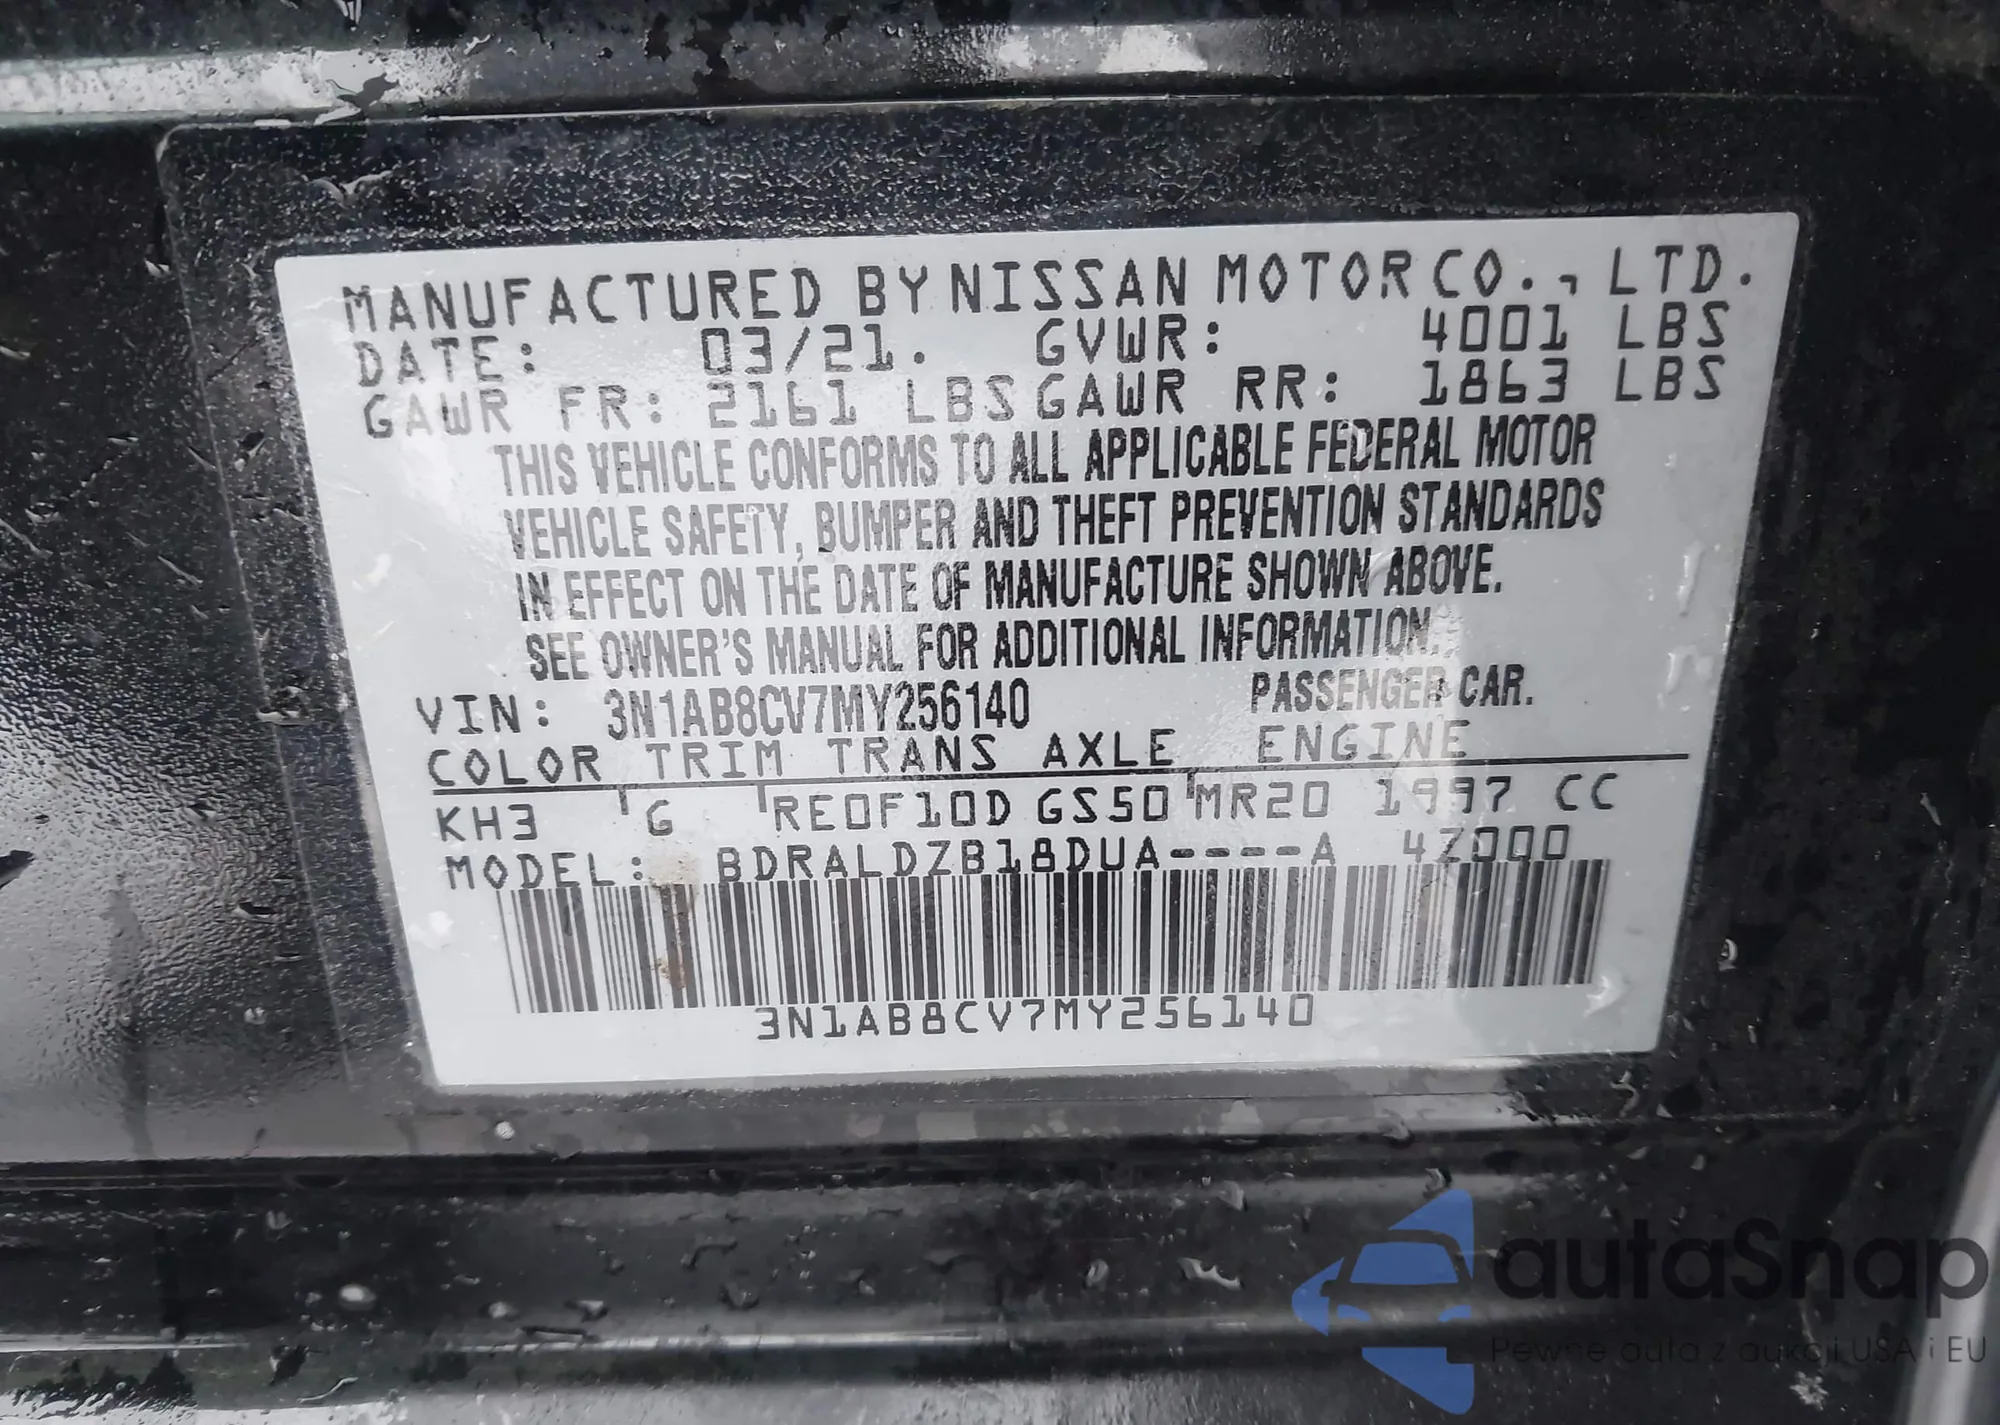 MANUFACTURED BY NISSAN MOTOR CO., LTD.
DATE: 03/21. GVWR: 4001 LBS
GAWR FR: 2161 LBS GAWR RR: 1863 LBS
THIS VEHICLE CONFORMS TO ALL APPLICABLE FEDERAL MOTOR
VEHICLE SAFETY, BUMPER AND THEFT PREVENTION STANDARDS
IN EFFECT ON THE DATE OF MANUFACTURE SHOWN ABOVE.
SEE OWNER'S MANUAL FOR ADDITIONAL INFORMATION.
VIN: 3N1AB8CV7MY256140 PASSENGER CAR.
COLOR TRIM TRANS AXLE ENGINE
KH3 G RE0F10D GS50 MR20 1997 CC
MODEL: BDRALDZB18DUA----A 4Z000
3N1AB8CV7MY256140
autaSnap
Pewne auta z aukcji USA i EU